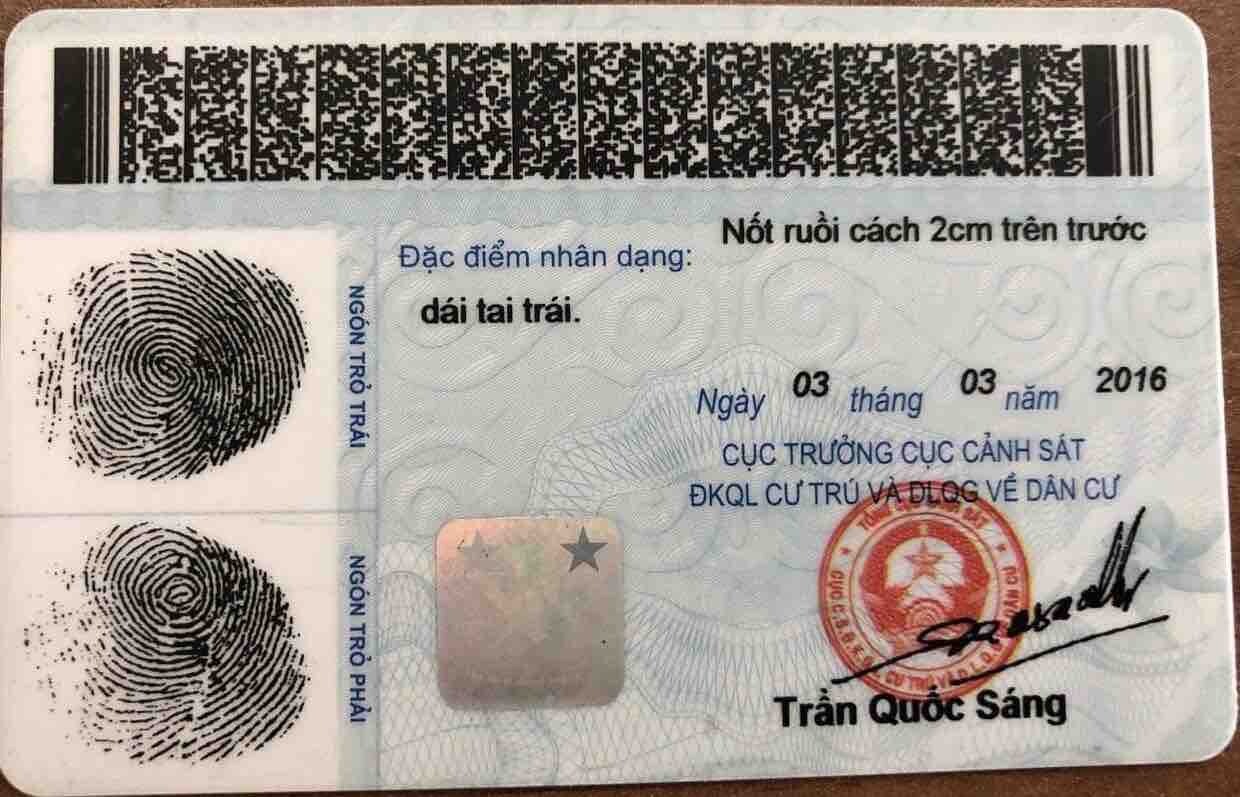 Nốt ruồi cách 2cm trên trước
Đặc điểm nhân dạng:
dái tai trái.
NGÓN TRỎ TRÁI
NGÓN TRỎ PHẢI
Ngày 03 tháng 03 năm 2016
CỤC TRƯỞNG CỤC CẢNH SÁT
ĐKQL CƯ TRÚ VÀ DLQG VỀ DÂN CƯ
Trần Quốc Sáng